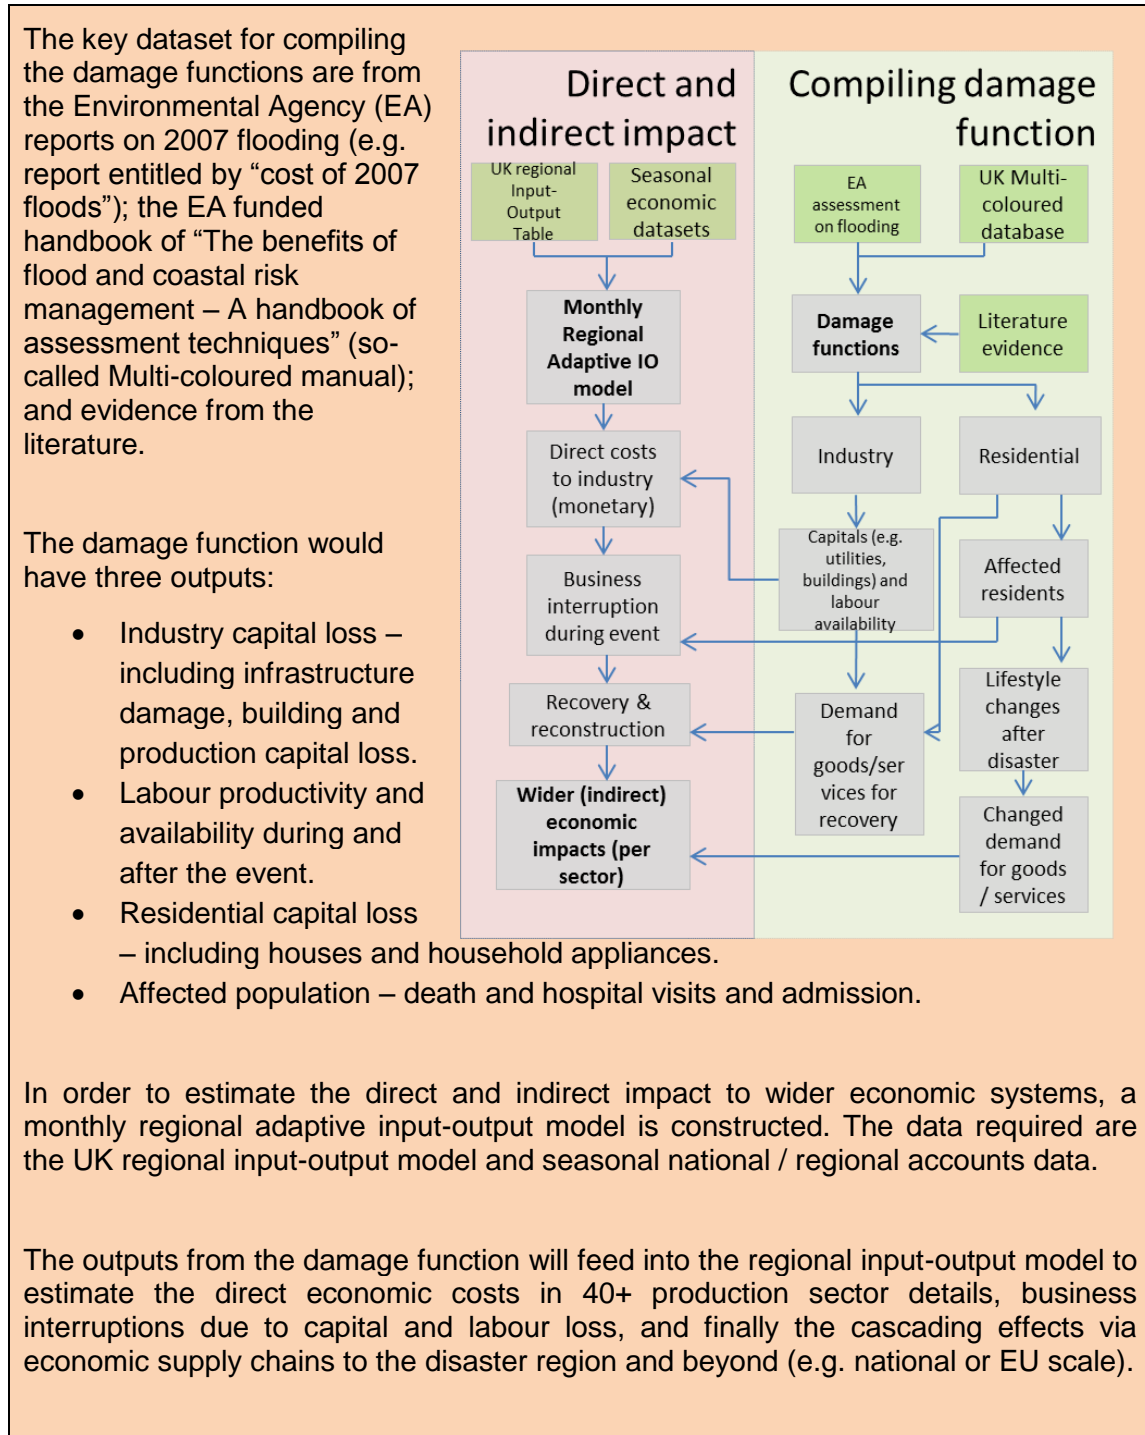 The key dataset for compiling
the damage functions are from
the Environmental Agency (EA)
reports on 2007 flooding (e.g.
report entitled by “cost of 2007
floods”); the EA funded
handbook of “The benefits of
flood and coastal risk
management – A handbook of
assessment techniques” (so-
called Multi-coloured manual);
and evidence from the
literature.
The damage function would
have three outputs:
• Industry capital loss –
including infrastructure
damage, building and
production capital loss.
• Labour productivity and
availability during and
after the event.
• Residential capital loss
– including houses and household appliances.
• Affected population – death and hospital visits and admission.
Direct and
indirect impact
UK regional
Input-
Output
Table
Seasonal
economic
datasets
Monthly
Regional
Adaptive IO
model
Direct costs
to industry
(monetary)
Business
interruption
during event
Recovery &
reconstruction
Wider (indirect)
economic
impacts (per
sector)
Compiling damage
function
EA
assessment
on flooding
UK Multi-
coloured
database
Damage
functions
Literature
evidence
Industry
Residential
Capitals (e.g.
utilities,
buildings) and
labour
availability
Affected
residents
Demand
for
goods/ser
vices for
recovery
Lifestyle
changes
after
disaster
Changed
demand
for goods
/ services
In order to estimate the direct and indirect impact to wider economic systems, a
monthly regional adaptive input-output model is constructed. The data required are
the UK regional input-output model and seasonal national / regional accounts data.
The outputs from the damage function will feed into the regional input-output model to
estimate the direct economic costs in 40+ production sector details, business
interruptions due to capital and labour loss, and finally the cascading effects via
economic supply chains to the disaster region and beyond (e.g. national or EU scale).